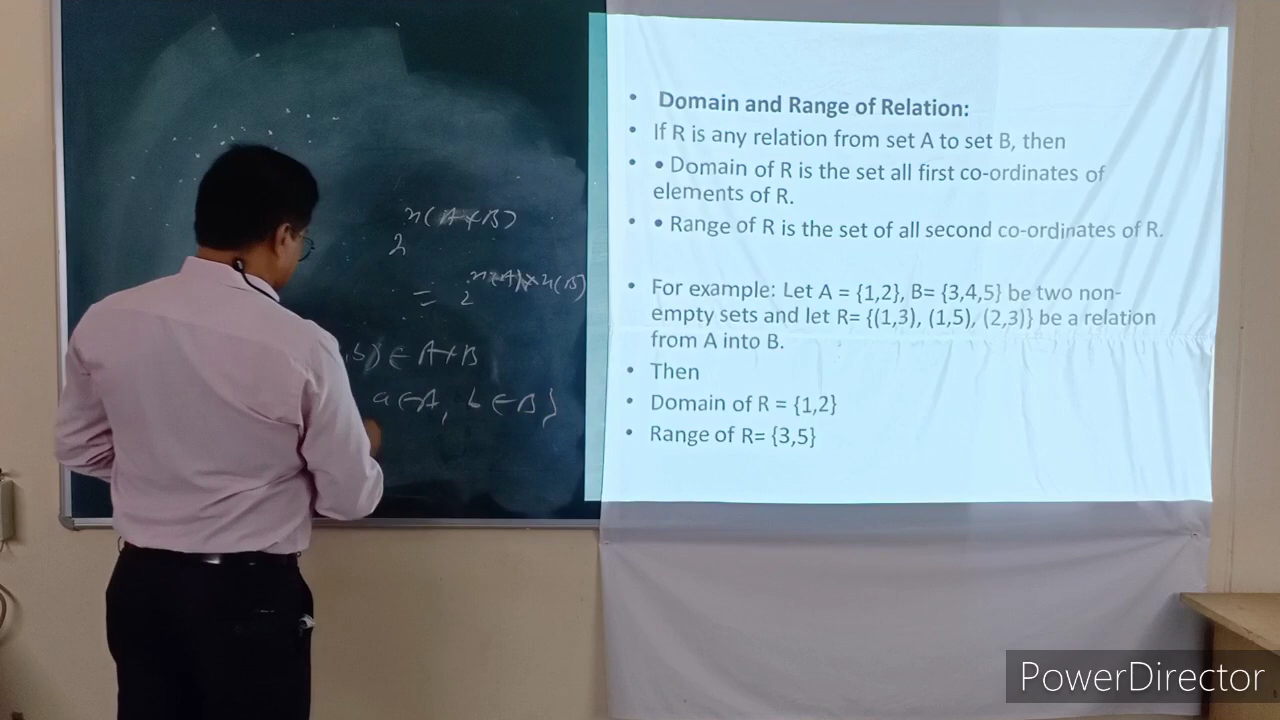 n(A×B)
2
= 2 n(A)×n(B)
,b) ∈ A×B
a∈A, b∈B}
• Domain and Range of Relation:
• If R is any relation from set A to set B, then
• • Domain of R is the set all first co-ordinates of
elements of R.
• • Range of R is the set of all second co-ordinates of R.
• For example: Let A = {1,2}, B= {3,4,5} be two non-
empty sets and let R= {(1,3), (1,5), (2,3)} be a relation
from A into B.
• Then
• Domain of R = {1,2}
• Range of R= {3,5}
PowerDirector